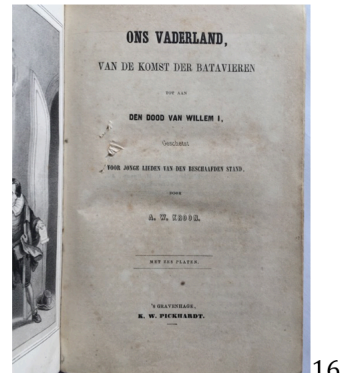 ONS VADERLAND,
VAN DE KOMST DER BATAVIEREN
TOT AAN
DEN DOOD VAN WILLEM I,
Geschetst
VOOR JONGE LIEDEN VAN DEN BESCHAAFDEN STAND,
DOOR
A. W. KROON.
MET PLATEN.
'S GRAVENHAGE,
K. W. PICKHARDT.
16